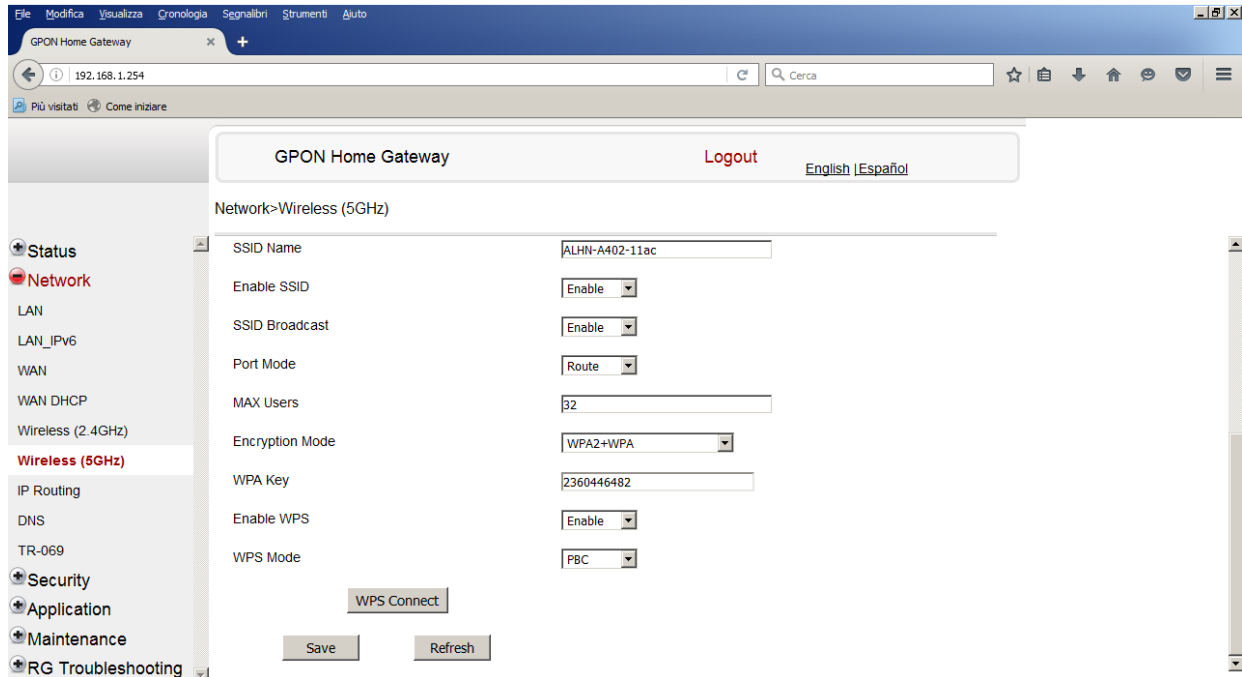 File Modifica Visualizza Cronologia Segnalibri Strumenti Aiuto
GPON Home Gateway
192.168.1.254
Cerca
Più visitati Come iniziare
GPON Home Gateway Logout English | Español
Network>Wireless (5GHz)
Status
Network
LAN
LAN_IPv6
WAN
WAN DHCP
Wireless (2.4GHz)
Wireless (5GHz)
IP Routing
DNS
TR-069
Security
Application
Maintenance
RG Troubleshooting
SSID Name ALHN-A402-11ac
Enable SSID Enable
SSID Broadcast Enable
Port Mode Route
MAX Users 32
Encryption Mode WPA2+WPA
WPA Key 2360446482
Enable WPS Enable
WPS Mode PBC
WPS Connect
Save Refresh